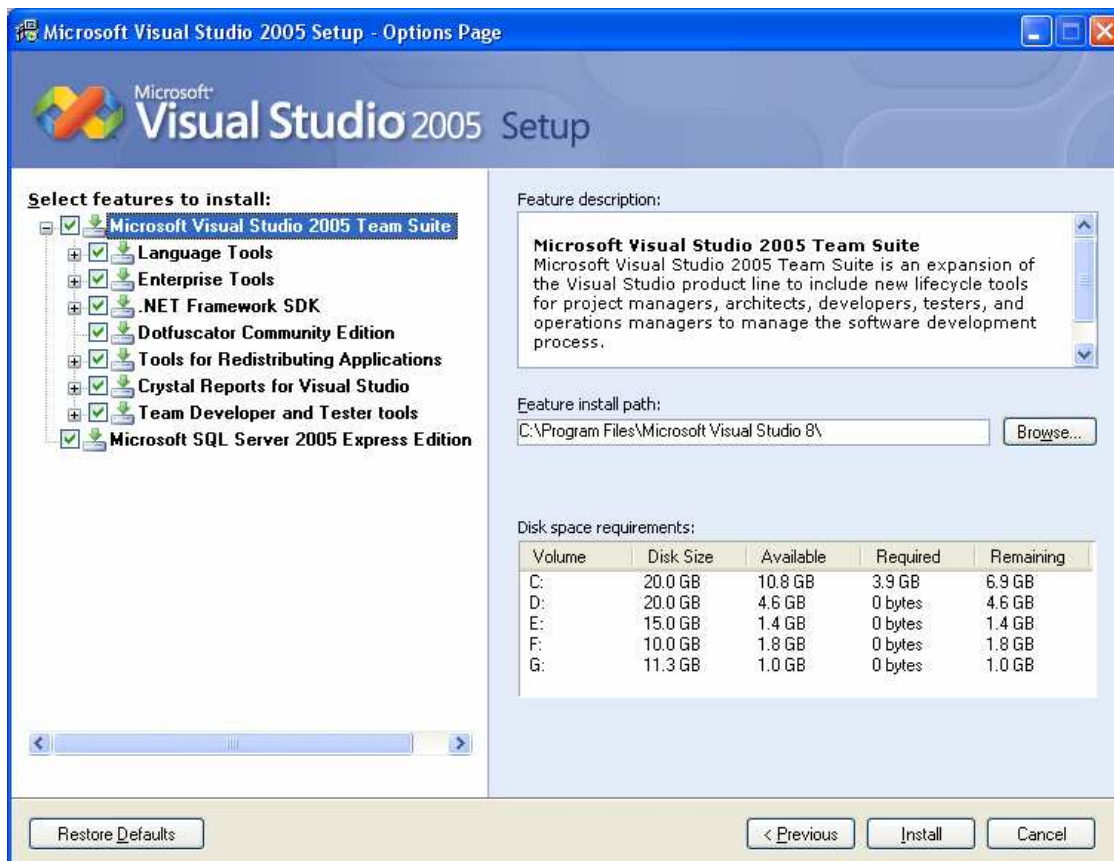 Microsoft Visual Studio 2005 Setup - Options Page
Microsoft
Visual Studio 2005 Setup
Select features to install:
Microsoft Visual Studio 2005 Team Suite
Language Tools
Enterprise Tools
.NET Framework SDK
Dotfuscator Community Edition
Tools for Redistributing Applications
Crystal Reports for Visual Studio
Team Developer and Tester tools
Microsoft SQL Server 2005 Express Edition
Feature description:
Microsoft Visual Studio 2005 Team Suite
Microsoft Visual Studio 2005 Team Suite is an expansion of
the Visual Studio product line to include new lifecycle tools
for project managers, architects, developers, testers, and
operations managers to manage the software development
process.
Feature install path:
C:\Program Files\Microsoft Visual Studio 8\
Browse...
Disk space requirements:
Volume Disk Size Available Required Remaining
C: 20.0 GB 10.8 GB 3.9 GB 6.9 GB
D: 20.0 GB 4.6 GB 0 bytes 4.6 GB
E: 15.0 GB 1.4 GB 0 bytes 1.4 GB
F: 10.0 GB 1.8 GB 0 bytes 1.8 GB
G: 11.3 GB 1.0 GB 0 bytes 1.0 GB
Restore Defaults
< Previous
Install
Cancel